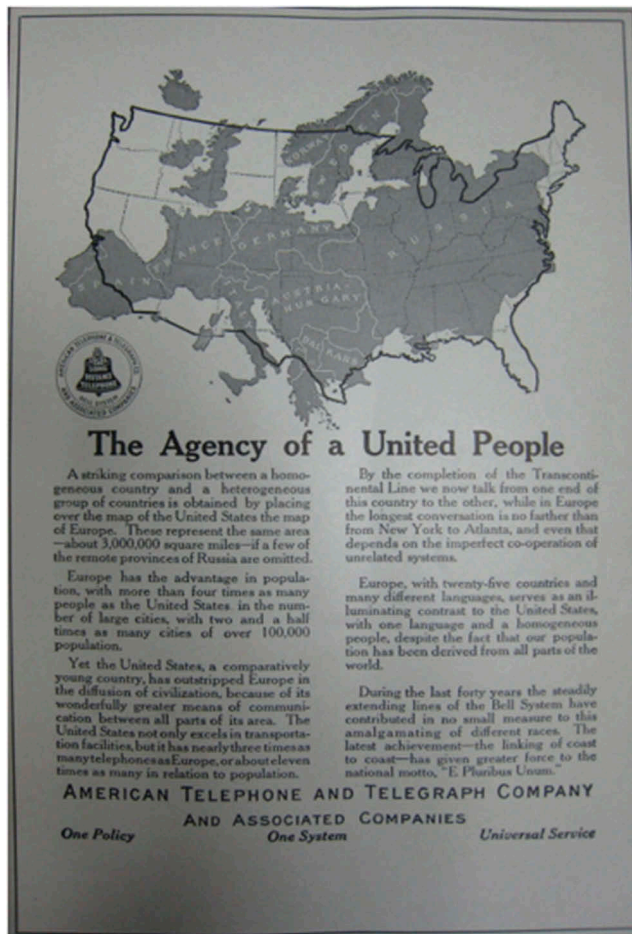 NORWAY
SWEDEN
RUSSIA
GERMANY
FRANCE
SPAIN
ITALY
AUSTRIA-
HUNGARY
BALKANS
AMERICAN TELEPHONE & TELEGRAPH CO.
AND ASSOCIATED COMPANIES
LONG
DISTANCE
TELEPHONE
BELL SYSTEM
The Agency of a United People
A striking comparison between a homo-
geneous country and a heterogeneous
group of countries is obtained by placing
over the map of the United States the map
of Europe. These represent the same area
—about 3,000,000 square miles—if a few of
the remote provinces of Russia are omitted.
Europe has the advantage in popula-
tion, with more than four times as many
people as the United States. in the num-
ber of large cities, with two and a half
times as many cities of over 100,000
population.
Yet the United States, a comparatively
young country, has outstripped Europe in
the diffusion of civilization, because of its
wonderfully greater means of communi-
cation between all parts of its area. The
United States not only excels in transporta-
tion facilities, but it has nearly three times as
many telephones as Europe, or about eleven
times as many in relation to population.
By the completion of the Transconti-
nental Line we now talk from one end of
this country to the other, while in Europe
the longest conversation is no farther than
from New York to Atlanta, and even that
depends on the imperfect co-operation of
unrelated systems.
Europe, with twenty-five countries and
many different languages, serves as an il-
luminating contrast to the United States,
with one language and a homogeneous
people, despite the fact that our popula-
tion has been derived from all parts of the
world.
During the last forty years the steadily
extending lines of the Bell System have
contributed in no small measure to this
amalgamating of different races. The
latest achievement—the linking of coast
to coast—has given greater force to the
national motto, "E Pluribus Unum."
AMERICAN TELEPHONE AND TELEGRAPH COMPANY
AND ASSOCIATED COMPANIES
One Policy One System Universal Service